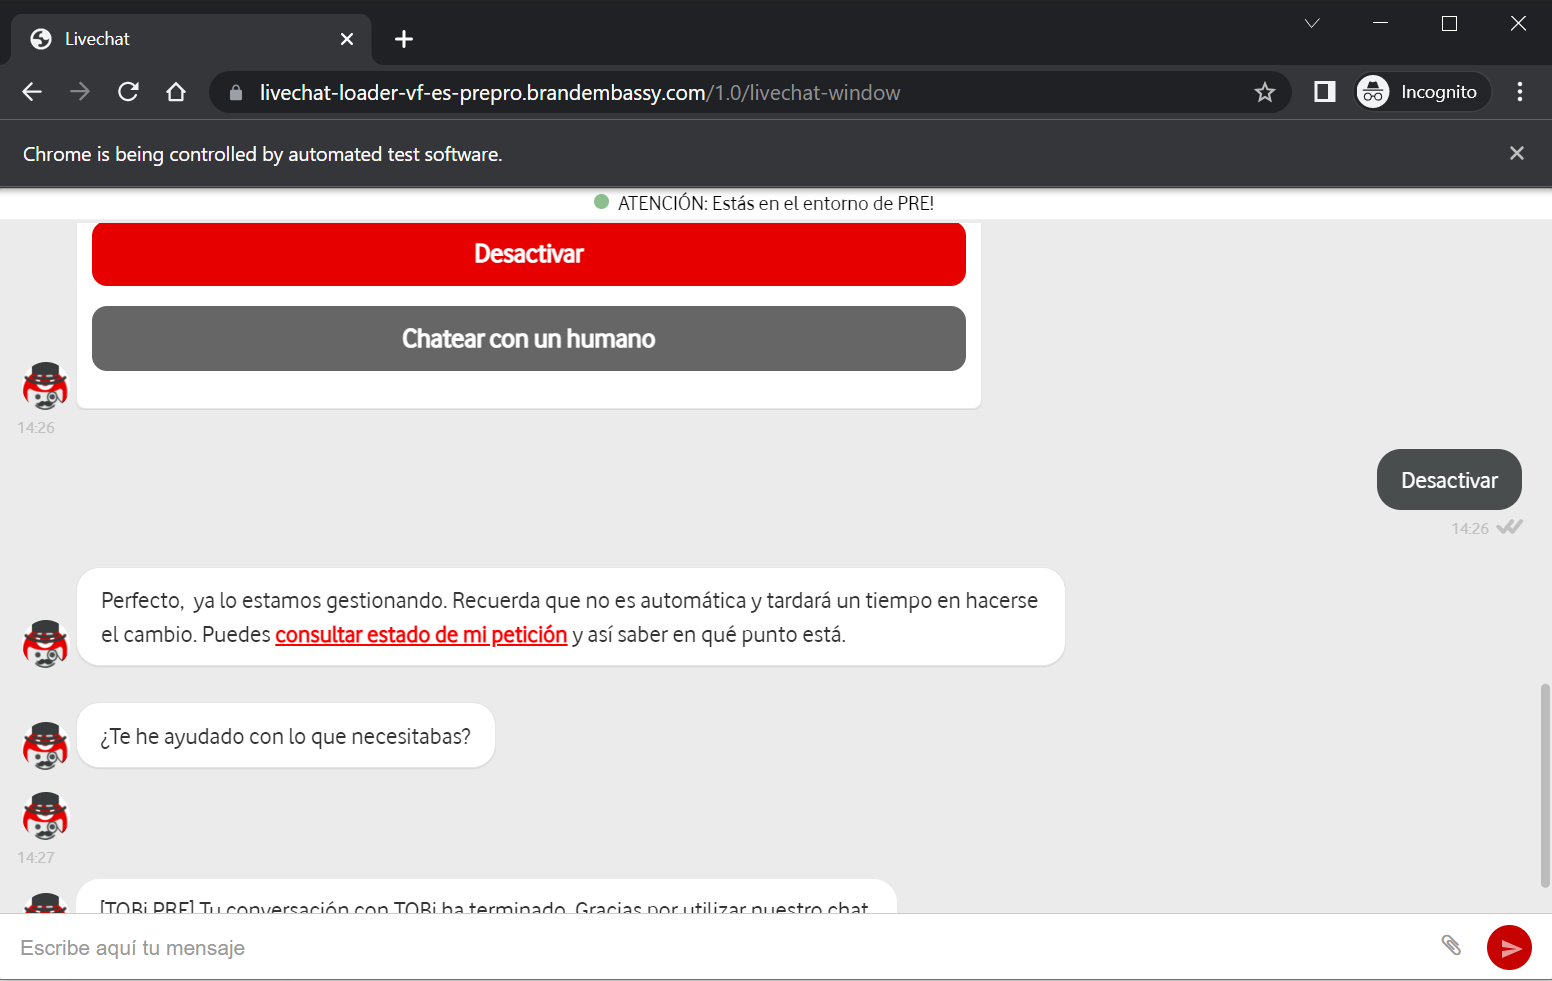 Livechat
livechat-loader-vf-es-prepro.brandembassy.com/1.0/livechat-window
Incognito
Chrome is being controlled by automated test software.
ATENCIÓN: Estás en el entorno de PRE!
Desactivar
Chatear con un humano
14:26
Desactivar
14:26
Perfecto,  ya lo estamos gestionando. Recuerda que no es automática y tardará un tiempo en hacerse
el cambio. Puedes consultar estado de mi petición y así saber en qué punto está.
¿Te he ayudado con lo que necesitabas?
14:27
[TOBi PRE] Tu conversación con TOBi ha terminado. Gracias por utilizar nuestro chat
Escribe aquí tu mensaje